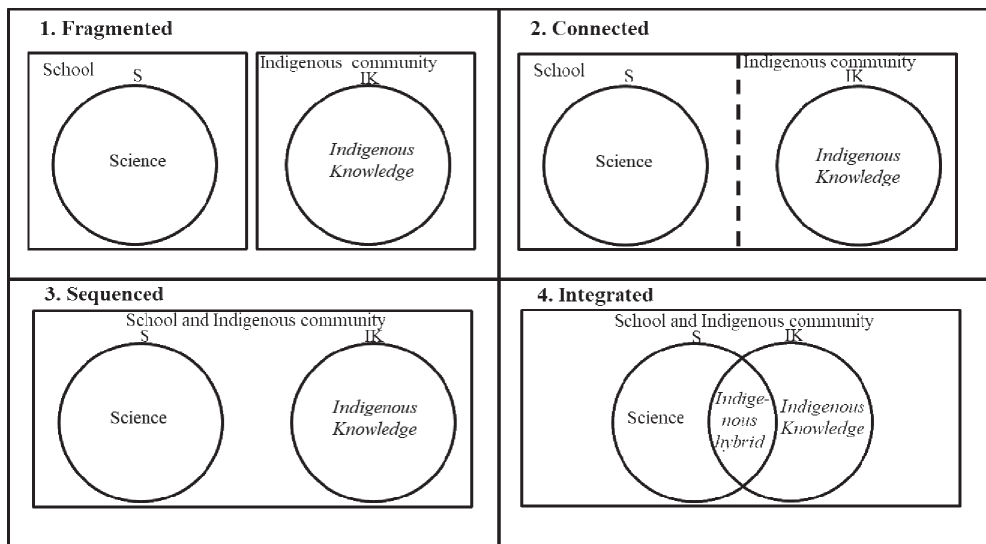 1. Fragmented
School
S
Science
Indigenous community
IK
Indigenous
Knowledge
2. Connected
School
S
Science
Indigenous community
IK
Indigenous
Knowledge
3. Sequenced
School and Indigenous community
S
IK
Science
Indigenous
Knowledge
4. Integrated
School and Indigenous community
S
IK
Science
Indige-
nous
hybrid
Indigenous
Knowledge